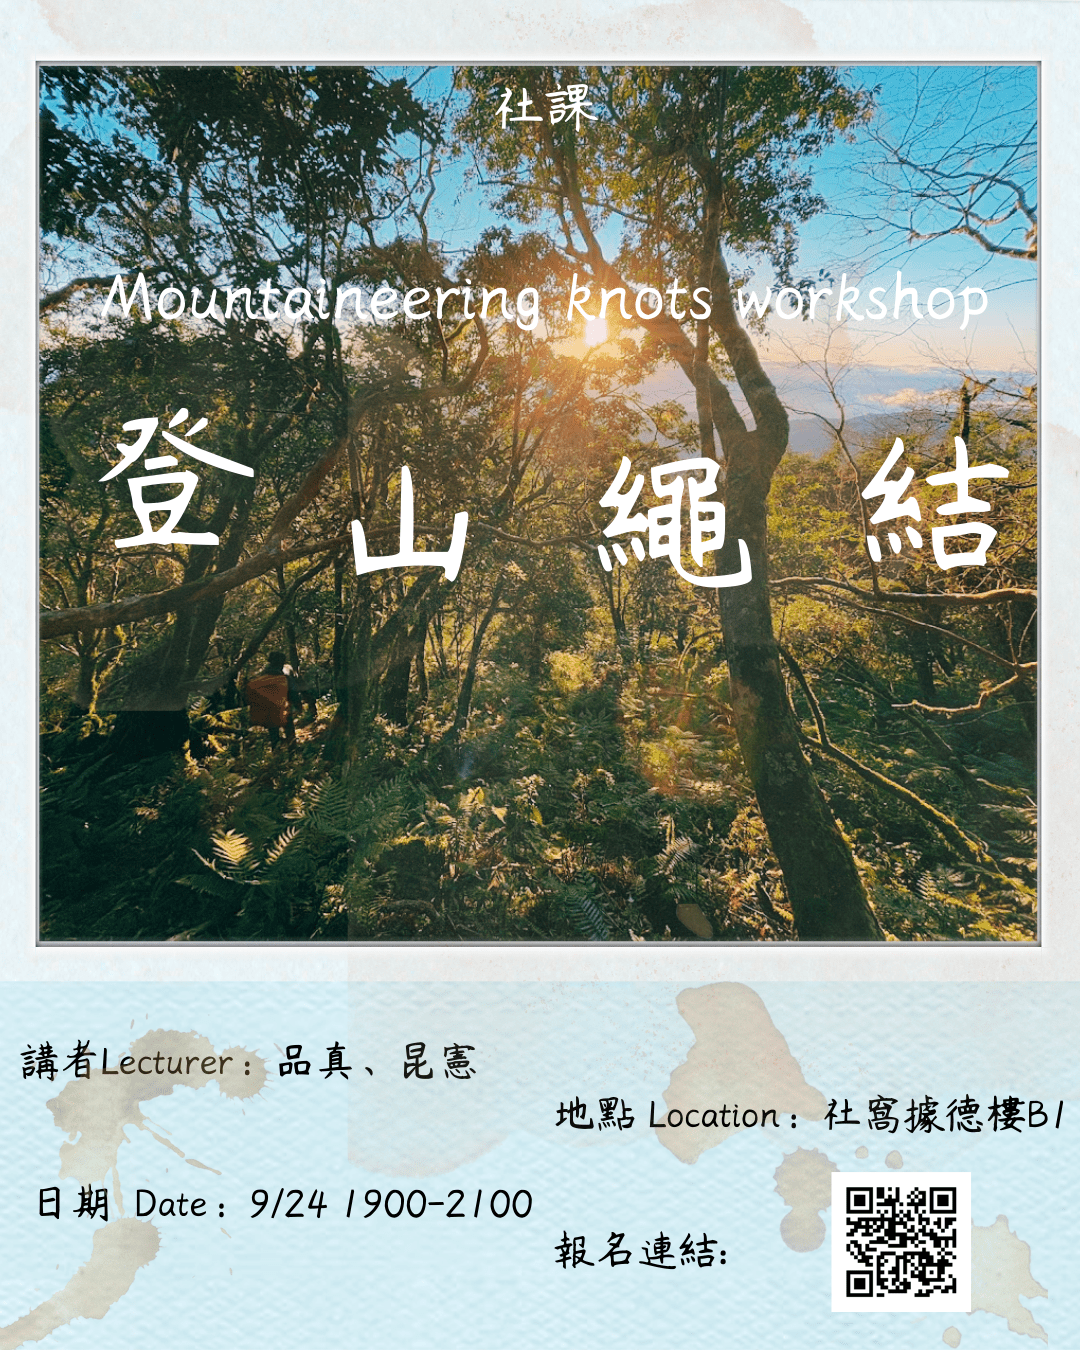 社課
Mountaineering knots workshop
登山繩結
講者Lecturer：品真、昆憲
地點 Location：社窩據德樓B1
日期 Date：9/24 1900-2100
報名連結: